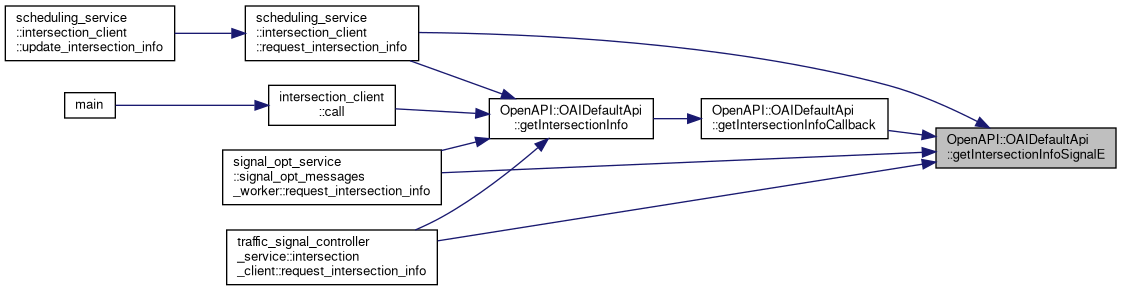 scheduling_service
::intersection_client
::update_intersection_info
scheduling_service
::intersection_client
::request_intersection_info
main
intersection_client
::call
OpenAPI::OAIDefaultApi
::getIntersectionInfo
OpenAPI::OAIDefaultApi
::getIntersectionInfoCallback
OpenAPI::OAIDefaultApi
::getIntersectionInfoSignalE
signal_opt_service
::signal_opt_messages
_worker::request_intersection_info
traffic_signal_controller
_service::intersection
_client::request_intersection_info